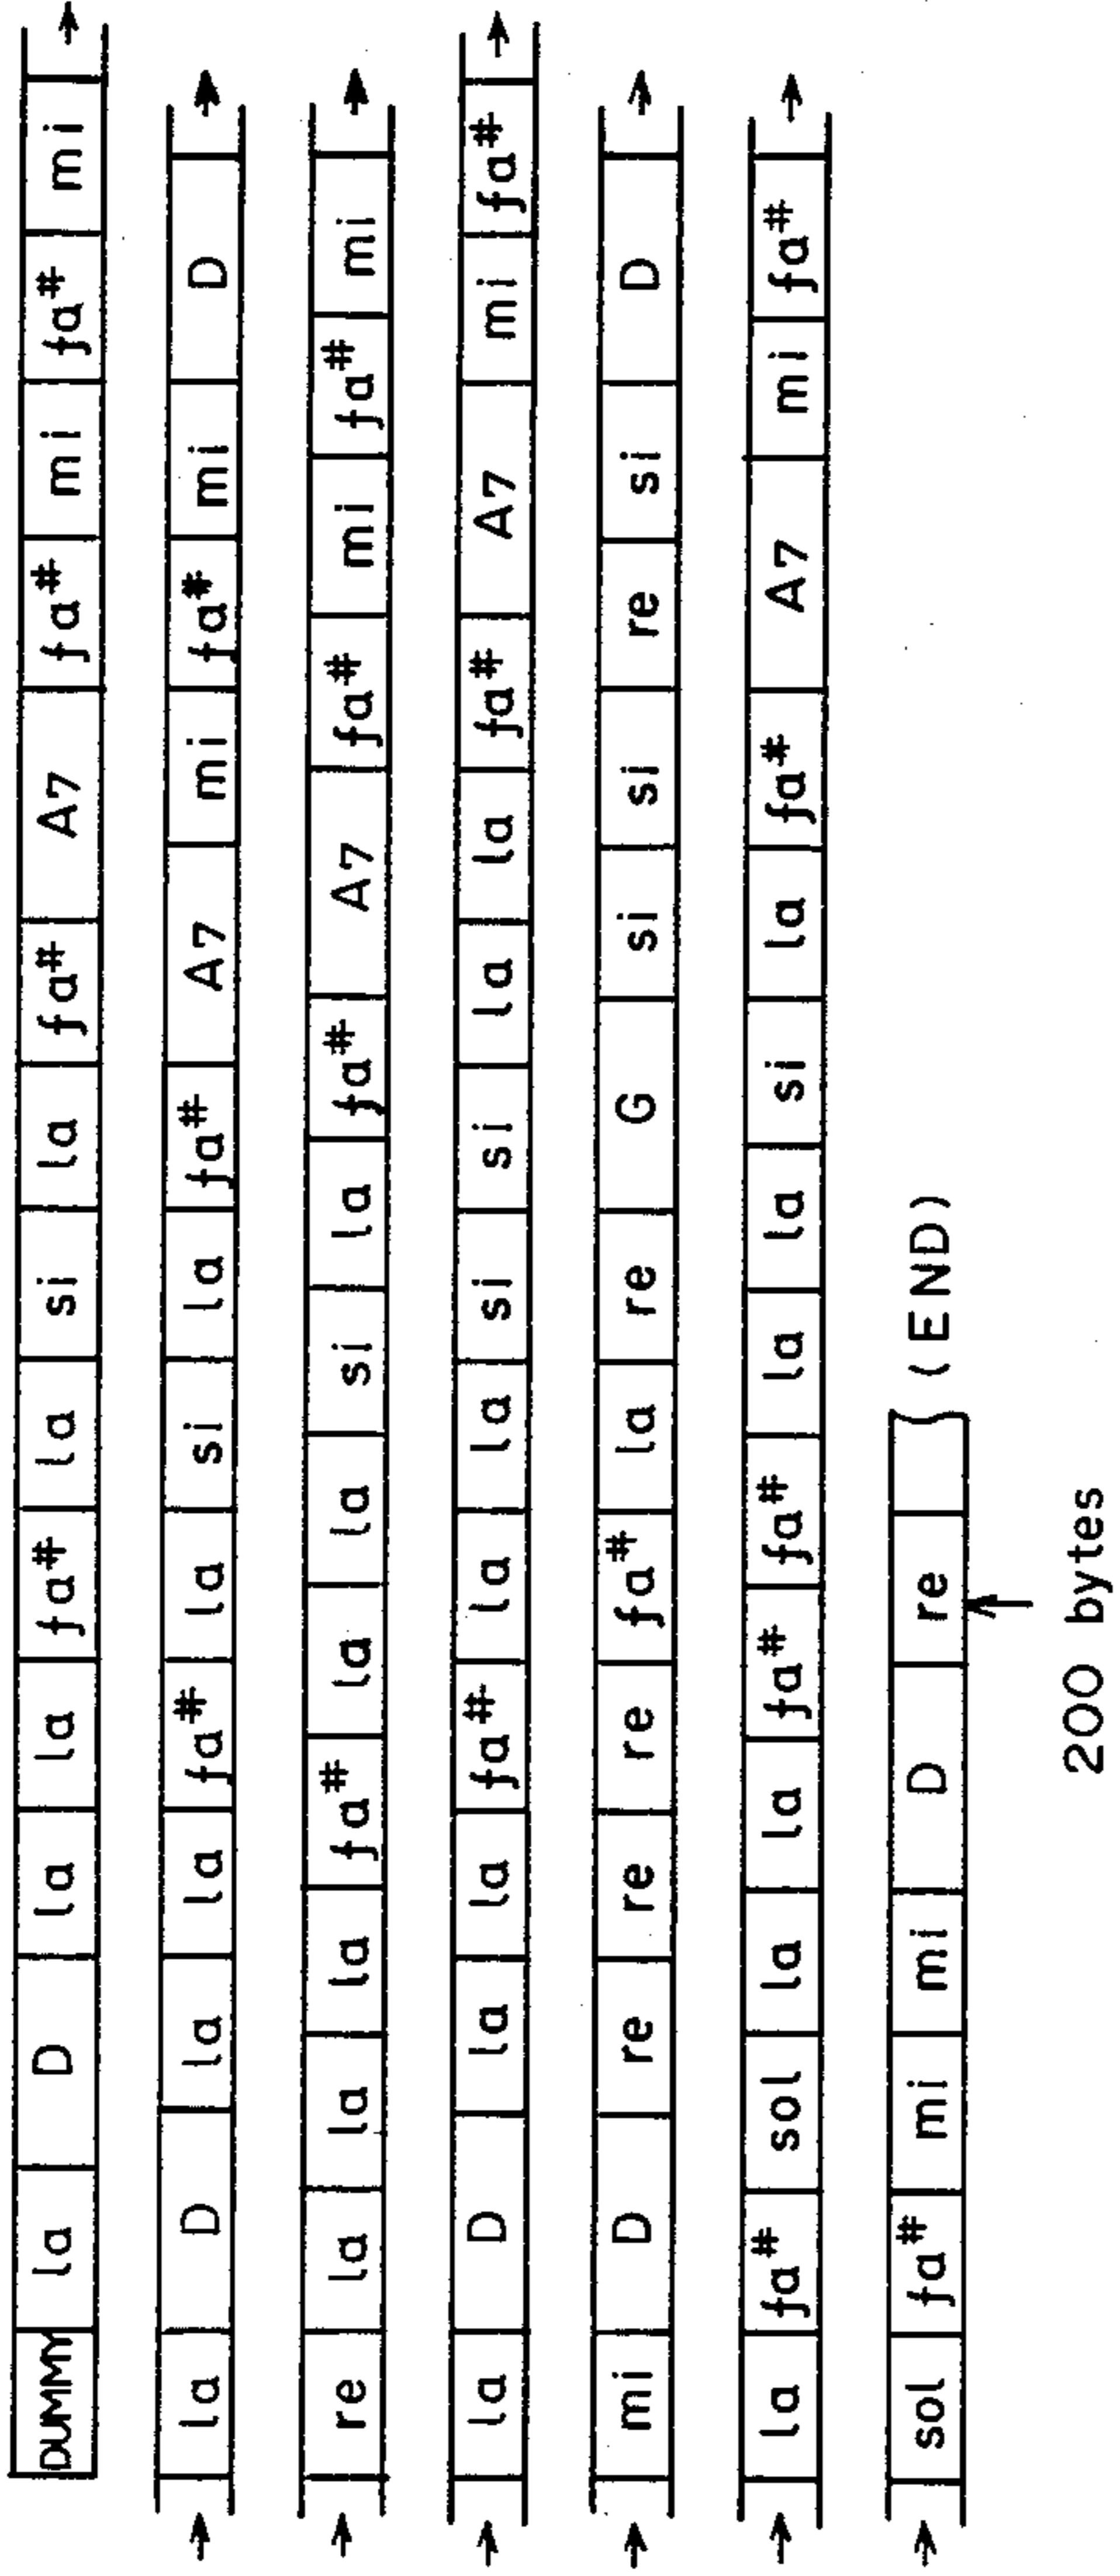 DUMMY la D la la fa# la si la fa# A7 fa# mi fa# mi
la D la la fa# la si la fa# A7 mi fa# mi D
re la la la fa# la la si la fa# A7 fa# mi fa# mi
la D la la fa# la la si si la la fa# A7 mi fa#
mi D re re re fa# la re G si si re si D
la fa# sol la la fa# fa# la la si la fa# A7 mi fa#
sol fa# mi mi D re (END)
200 bytes